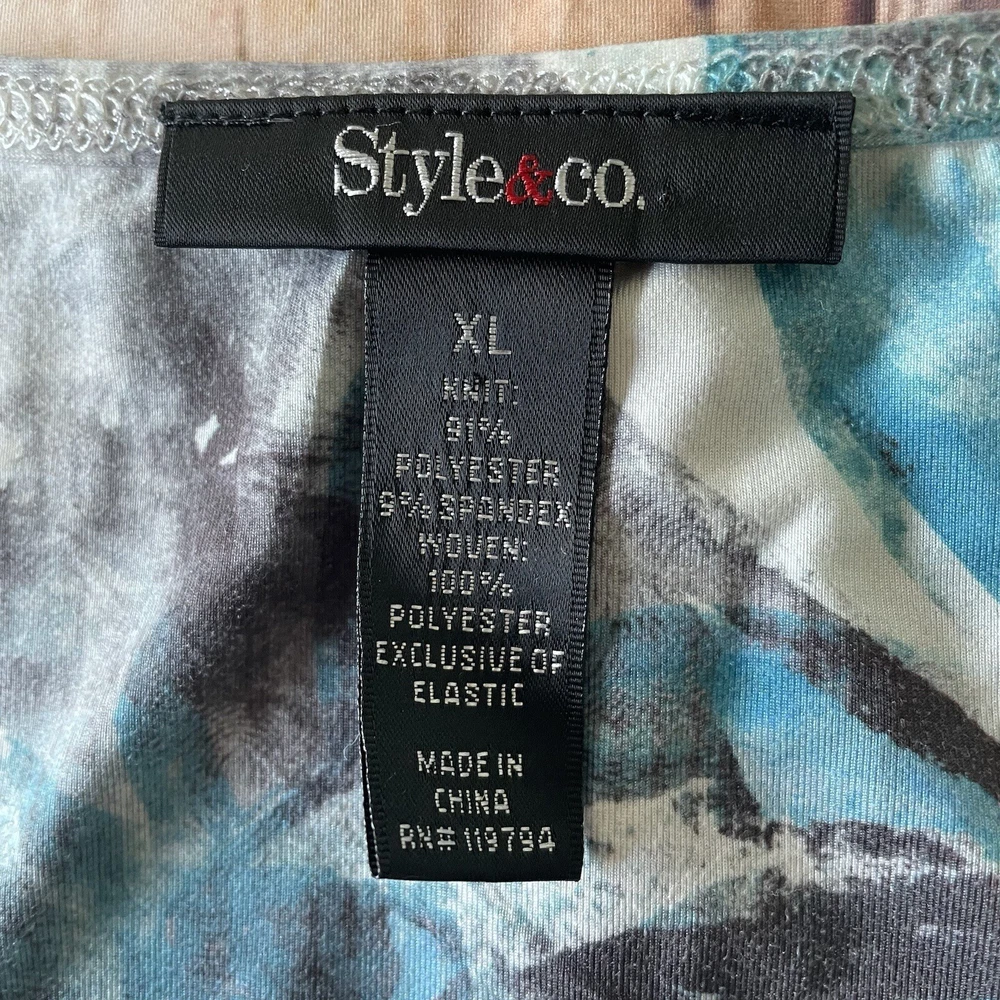 Style&co.
XL
KNIT:
91%
POLYESTER
9% SPANDEX
WOVEN:
100%
POLYESTER
EXCLUSIVE OF
ELASTIC
MADE IN
CHINA
RN# 119794